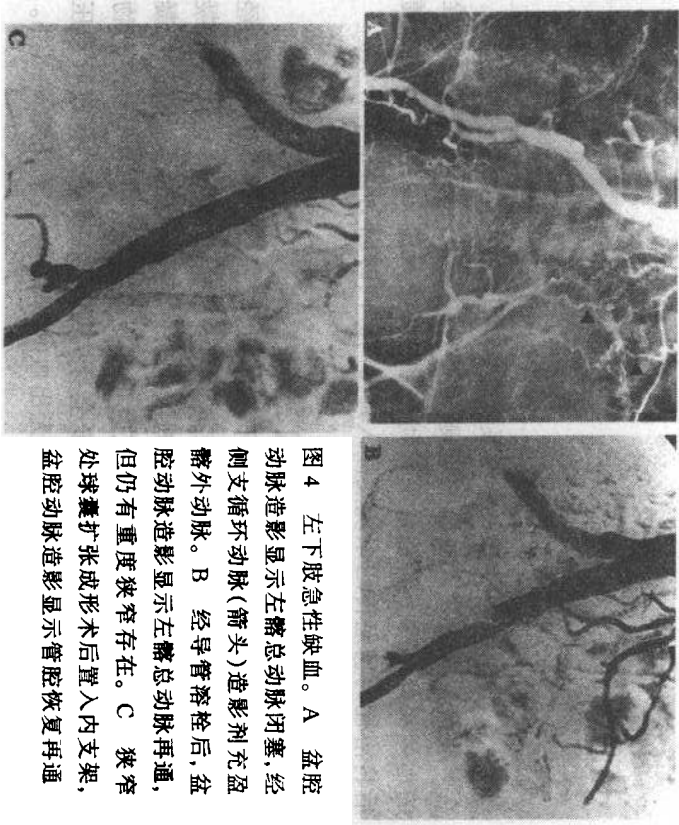 A
B
C
图4 左下肢急性缺血。A 盆腔
动脉造影显示左髂总动脉闭塞,经
侧支循环动脉(箭头)造影剂充盈
髂外动脉。B 经导管溶栓后,盆
腔动脉造影显示左髂总动脉再通,
但仍有重度狭窄存在。C 狭窄
处球囊扩张成形术后置入内支架,
盆腔动脉造影显示管腔恢复再通